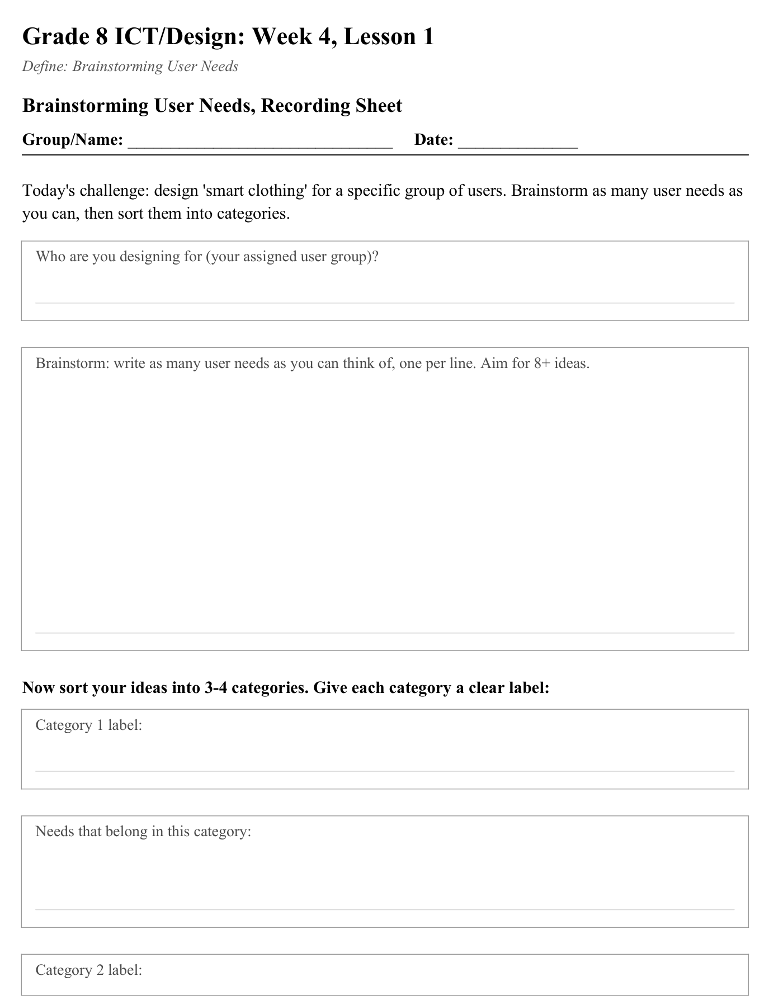 Grade 8 ICT/Design: Week 4, Lesson 1
Define: Brainstorming User Needs
Brainstorming User Needs, Recording Sheet
Group/Name: _______________________________ Date: ______________
Today's challenge: design 'smart clothing' for a specific group of users. Brainstorm as many user needs as
you can, then sort them into categories.
Who are you designing for (your assigned user group)?
Brainstorm: write as many user needs as you can think of, one per line. Aim for 8+ ideas.
Now sort your ideas into 3-4 categories. Give each category a clear label:
Category 1 label:
Needs that belong in this category:
Category 2 label: